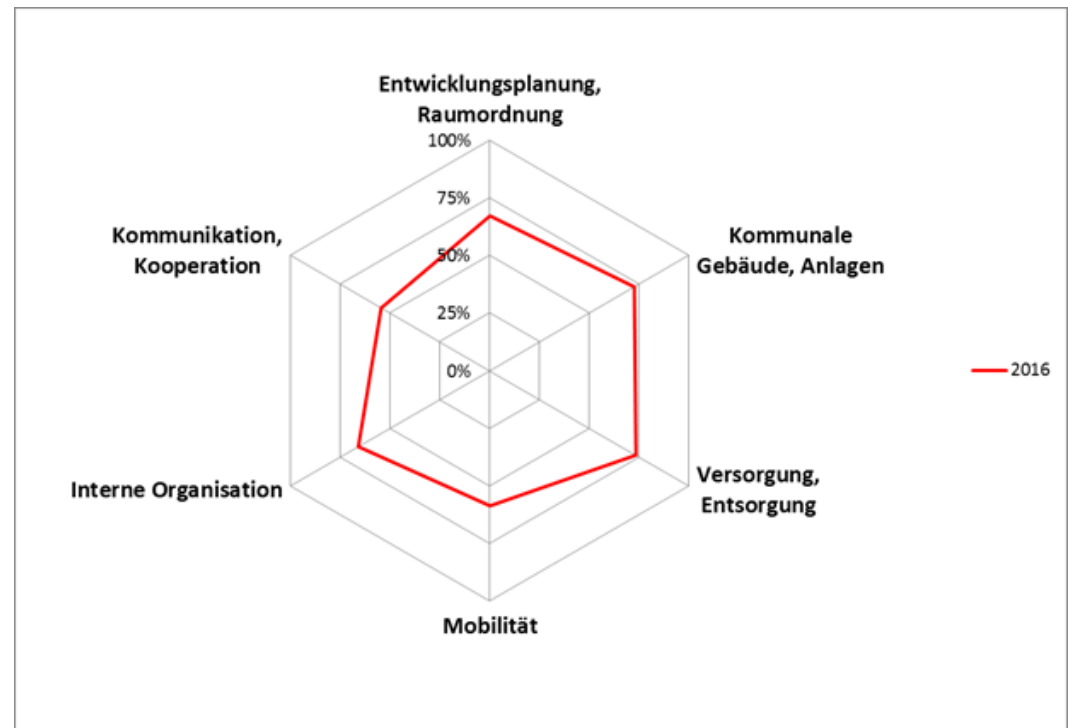 Entwicklungsplanung,
Raumordnung
100%
75%
50%
25%
0%
Kommunale
Gebäude, Anlagen
Versorgung,
Entsorgung
Mobilität
Interne Organisation
Kommunikation,
Kooperation
2016